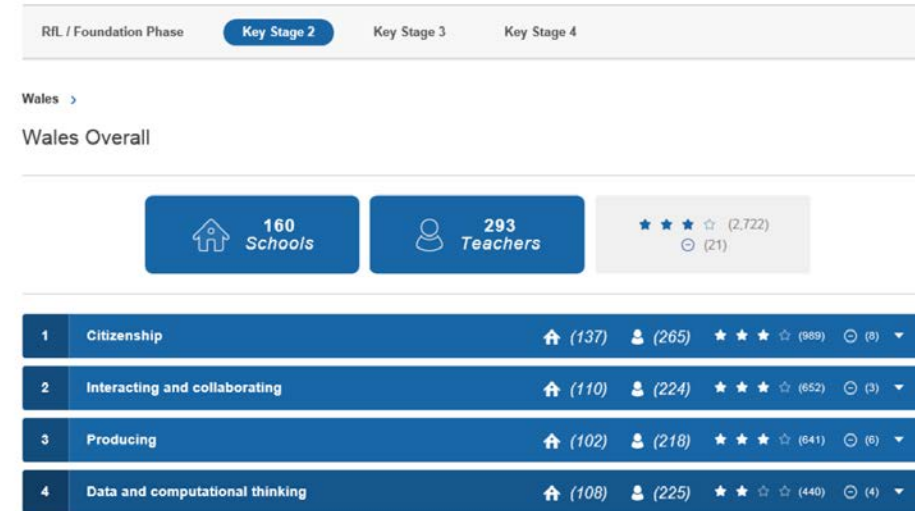 RfL / Foundation Phase Key Stage 2 Key Stage 3 Key Stage 4
Wales >
Wales Overall
160 Schools
293 Teachers
(2,722)
(21)
1 Citizenship (137) (265) (989) (8)
2 Interacting and collaborating (110) (224) (652) (3)
3 Producing (102) (218) (641) (6)
4 Data and computational thinking (108) (225) (440) (4)